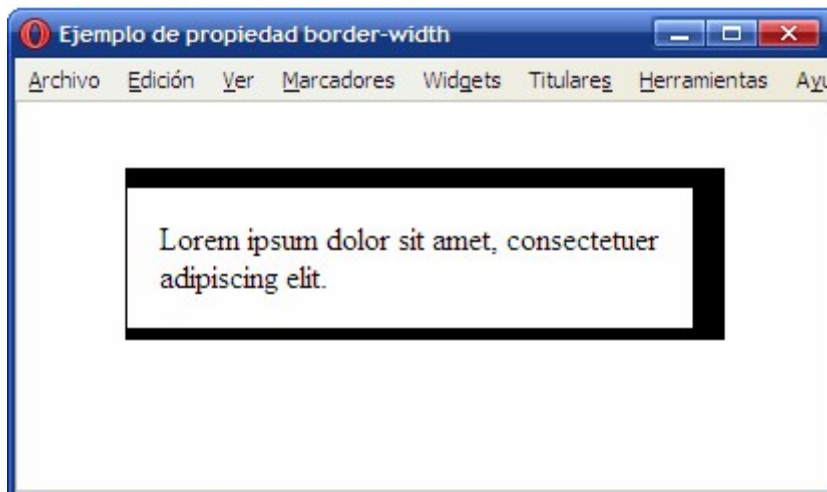 Ejemplo de propiedad border-width
Archivo Edición Ver Marcadores Widgets Titulares Herramientas
Lorem ipsum dolor sit amet, consectetuer
adipiscing elit.